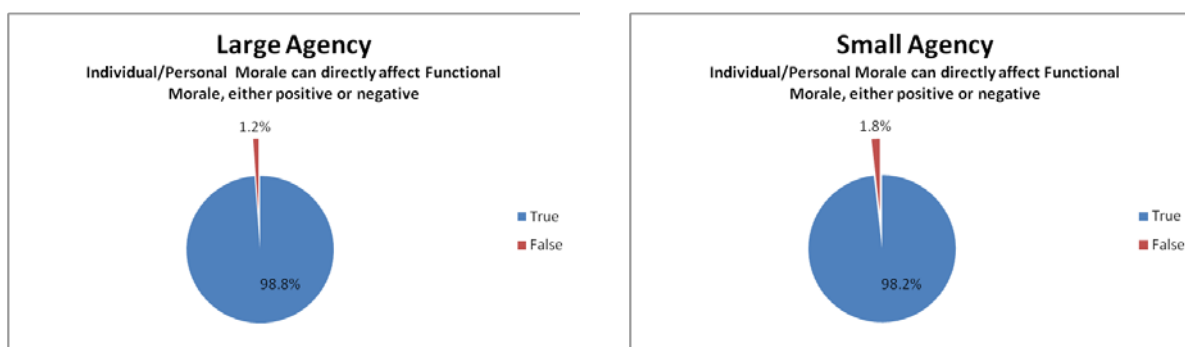 Large Agency
Individual/Personal Morale can directly affect Functional
Morale, either positive or negative
1.2%
True
False
98.8%
Small Agency
Individual/Personal Morale can directly affect Functional
Morale, either positive or negative
1.8%
True
False
98.2%